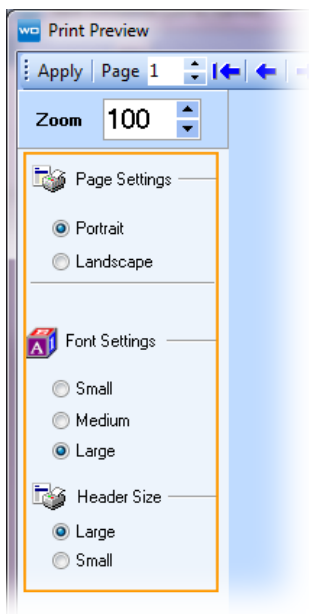 WD Print Preview
Apply Page 1
Zoom 100
Page Settings
Portrait
Landscape
A Font Settings
Small
Medium
Large
Header Size
Large
Small